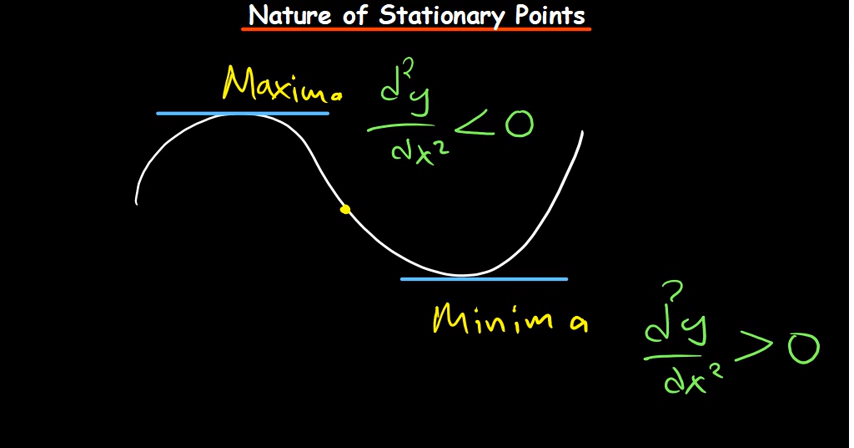 Nature of Stationary Points
Maxima
d²y
dx²
< 0
Minima
d²y
dx²
> 0